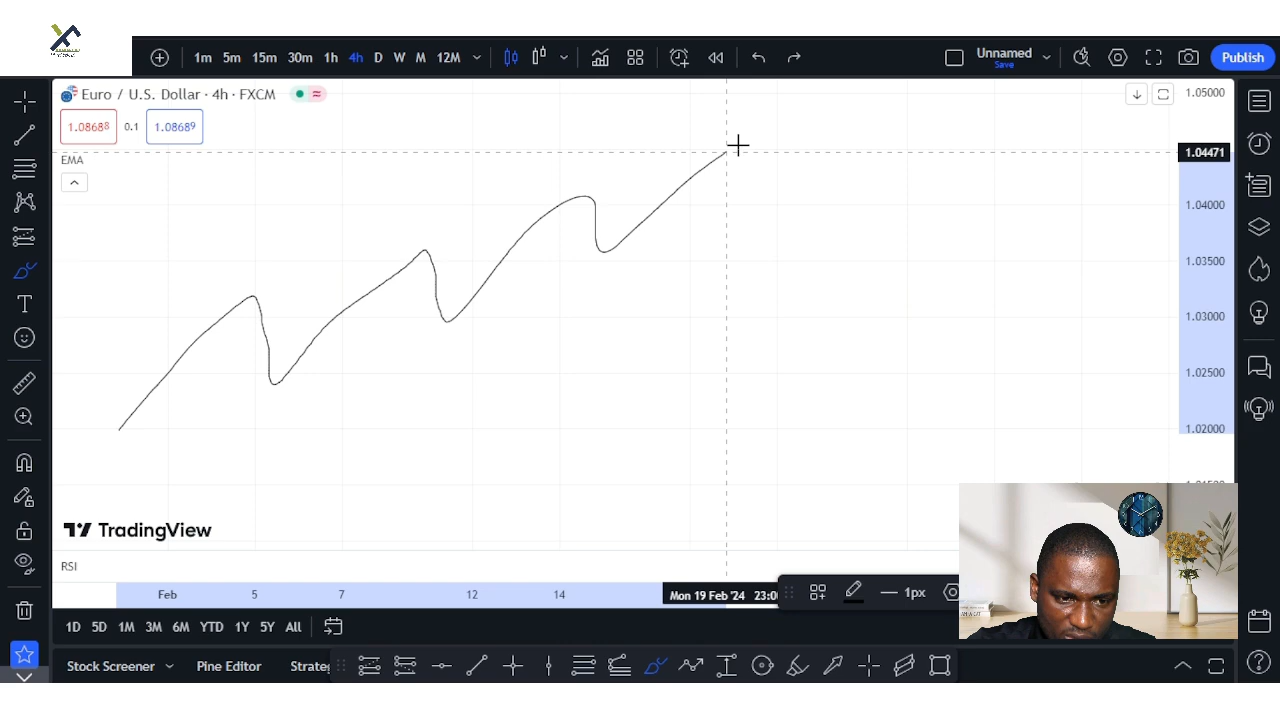 1m 5m 15m 30m 1h 4h D W M 12M Unnamed Save Publish
Euro / U.S. Dollar · 4h · FXCM
1.05000
1.08688 0.1 1.08689
1.04471
EMA
1.04000
1.03500
1.03000
1.02500
1.02000
TradingView
RSI
Feb 5 7 12 14 Mon 19 Feb '24 23:00 1px
1D 5D 1M 3M 6M YTD 1Y 5Y All
Stock Screener Pine Editor